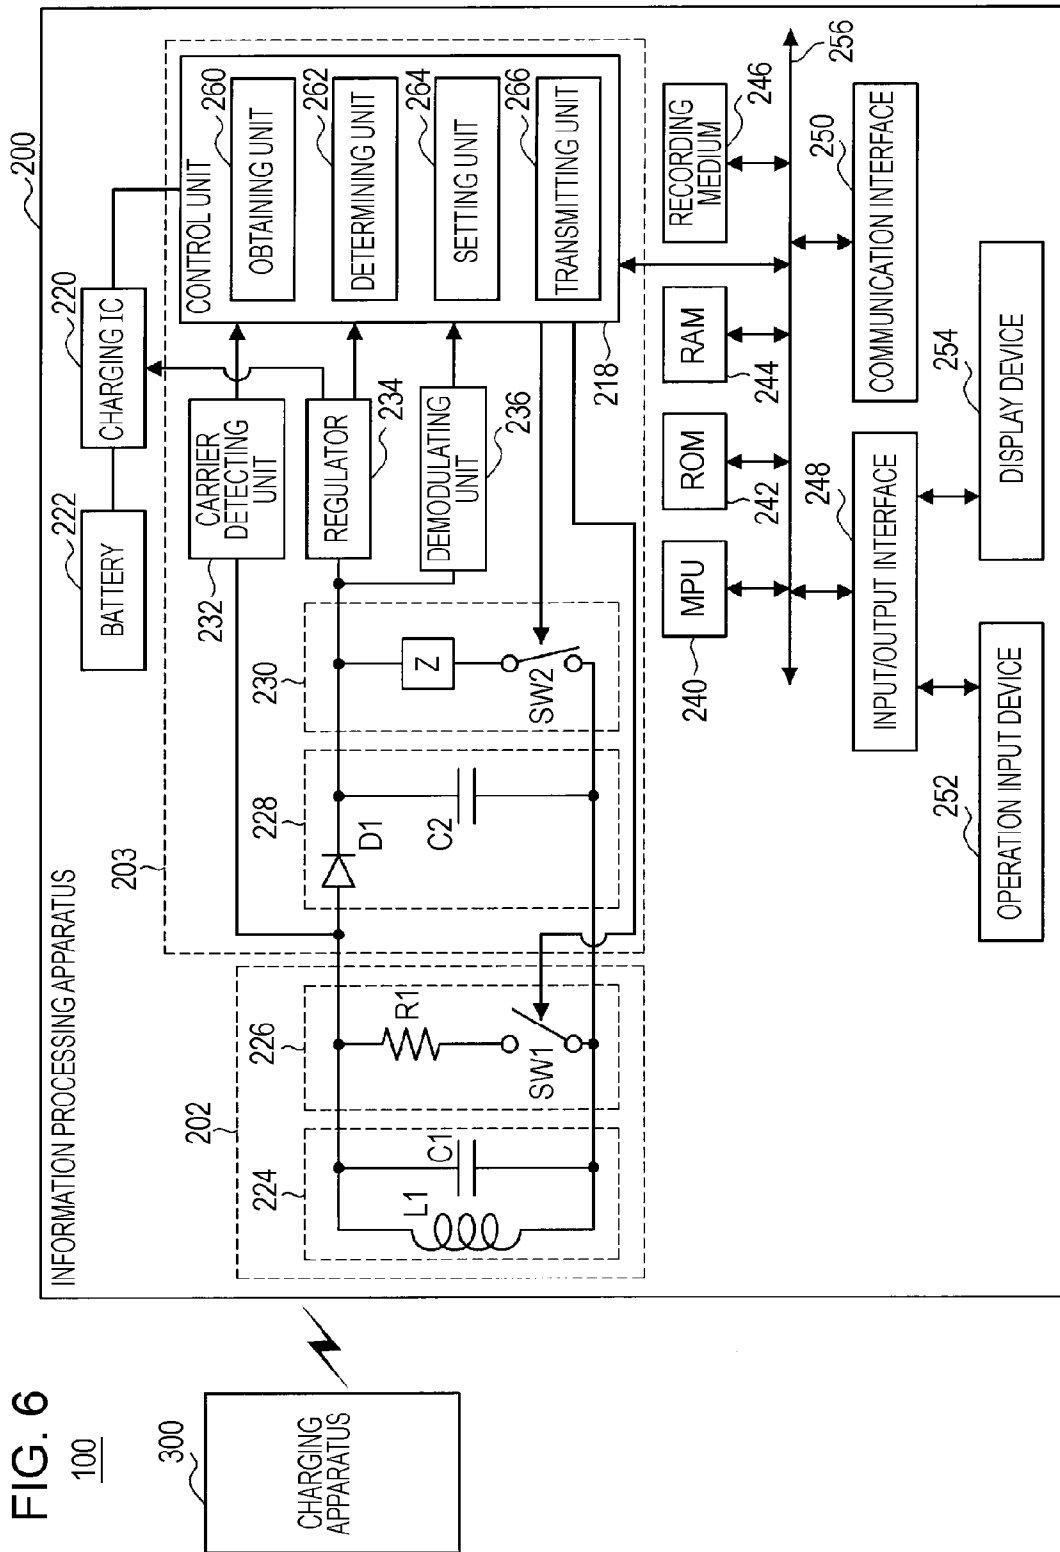 FIG. 6
100
300
CHARGING
APPARATUS
INFORMATION PROCESSING APPARATUS
200
222
BATTERY
220
CHARGING IC
203
202
224
L1
C1
226
R1
SW1
228
D1
C2
230
Z
SW2
232
CARRIER
DETECTING
UNIT
REGULATOR
234
DEMODULATING
UNIT
236
CONTROL UNIT
218
OBTAINING UNIT
260
DETERMINING UNIT
262
SETTING UNIT
264
TRANSMITTING UNIT
266
MPU
240
ROM
242
RAM
244
RECORDING
MEDIUM
246
256
INPUT/OUTPUT INTERFACE
248
COMMUNICATION INTERFACE
250
OPERATION INPUT DEVICE
252
DISPLAY DEVICE
254